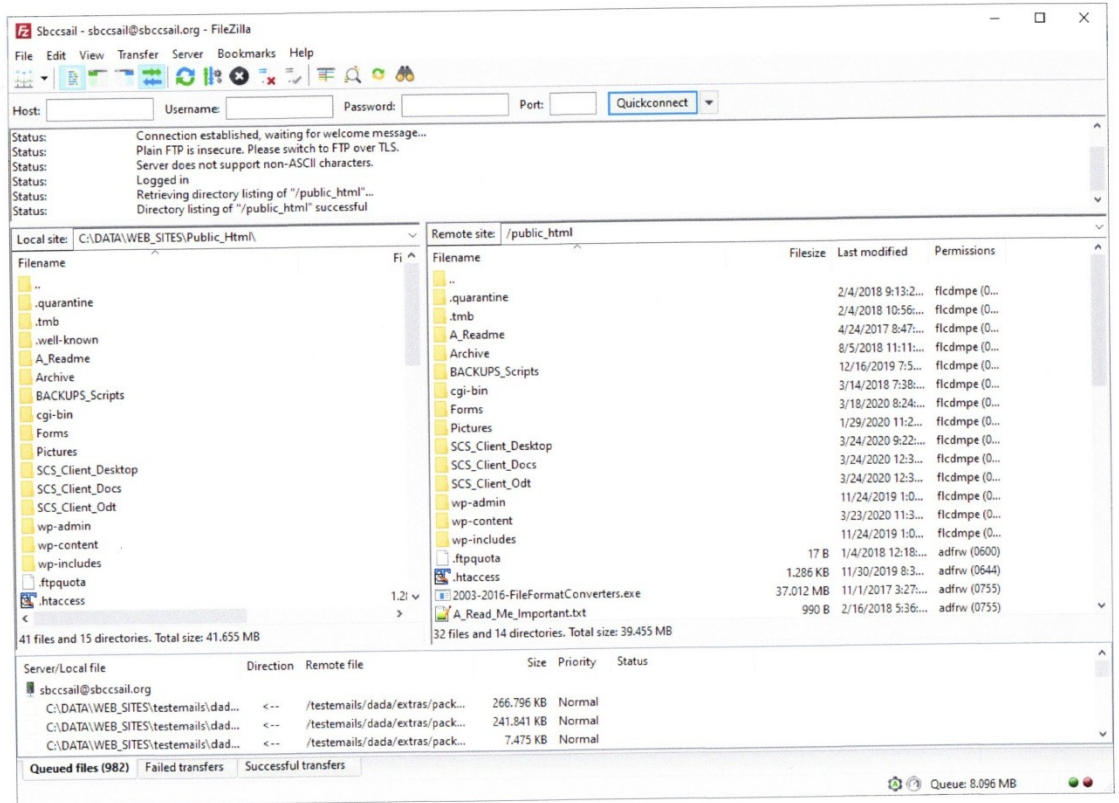 Sbccsail - sbccsail@sbccsail.org - FileZilla
File Edit View Transfer Server Bookmarks Help
Host: Username: Password: Port: Quickconnect
Status: Connection established, waiting for welcome message...
Status: Plain FTP is insecure. Please switch to FTP over TLS.
Status: Server does not support non-ASCII characters.
Status: Logged in
Status: Retrieving directory listing of "/public_html"...
Status: Directory listing of "/public_html" successful
Local site: C:\DATA\WEB_SITES\Public_Html\
Filename Fi
..
.quarantine
.tmb
.well-known
A_Readme
Archive
BACKUPS_Scripts
cgi-bin
Forms
Pictures
SCS_Client_Desktop
SCS_Client_Docs
SCS_Client_Odt
wp-admin
wp-content
wp-includes
.ftpquota
.htaccess 1.2
41 files and 15 directories. Total size: 41.655 MB
Remote site: /public_html
Filename Filesize Last modified Permissions
..
.quarantine 2/4/2018 9:13:2... flcdmpe (0...
.tmb 2/4/2018 10:56:... flcdmpe (0...
A_Readme 4/24/2017 8:47:... flcdmpe (0...
Archive 8/5/2018 11:11:... flcdmpe (0...
BACKUPS_Scripts 12/16/2019 7:5... flcdmpe (0...
cgi-bin 3/14/2018 7:38:... flcdmpe (0...
Forms 3/18/2020 8:24:... flcdmpe (0...
Pictures 1/29/2020 11:2... flcdmpe (0...
SCS_Client_Desktop 3/24/2020 9:22:... flcdmpe (0...
SCS_Client_Docs 3/24/2020 12:3... flcdmpe (0...
SCS_Client_Odt 3/24/2020 12:3... flcdmpe (0...
wp-admin 11/24/2019 1:0... flcdmpe (0...
wp-content 3/23/2020 11:3... flcdmpe (0...
wp-includes 11/24/2019 1:0... flcdmpe (0...
.ftpquota 17 B 1/4/2018 12:18:... adfrw (0600)
.htaccess 1.286 KB 11/30/2019 8:3... adfrw (0644)
2003-2016-FileFormatConverters.exe 37.012 MB 11/1/2017 3:27:... adfrw (0755)
A_Read_Me_Important.txt 990 B 2/16/2018 5:36:... adfrw (0755)
32 files and 14 directories. Total size: 39.455 MB
Server/Local file Direction Remote file Size Priority Status
sbccsail@sbccsail.org
C:\DATA\WEB_SITES\testemails\dad... <-- /testemails/dada/extras/pack... 266.796 KB Normal
C:\DATA\WEB_SITES\testemails\dad... <-- /testemails/dada/extras/pack... 241.841 KB Normal
C:\DATA\WEB_SITES\testemails\dad... <-- /testemails/dada/extras/pack... 7.475 KB Normal
Queued files (982) Failed transfers Successful transfers
Queue: 8.096 MB